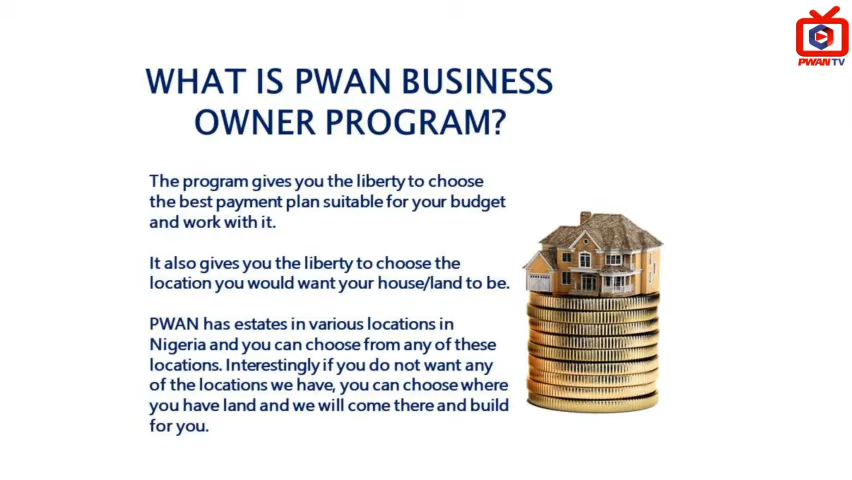 PWAN TV
WHAT IS PWAN BUSINESS
OWNER PROGRAM?
The program gives you the liberty to choose
the best payment plan suitable for your budget
and work with it.
It also gives you the liberty to choose the
location you would want your house/land to be.
PWAN has estates in various locations in
Nigeria and you can choose from any of these
locations. Interestingly if you do not want any
of the locations we have, you can choose where
you have land and we will come there and build
for you.